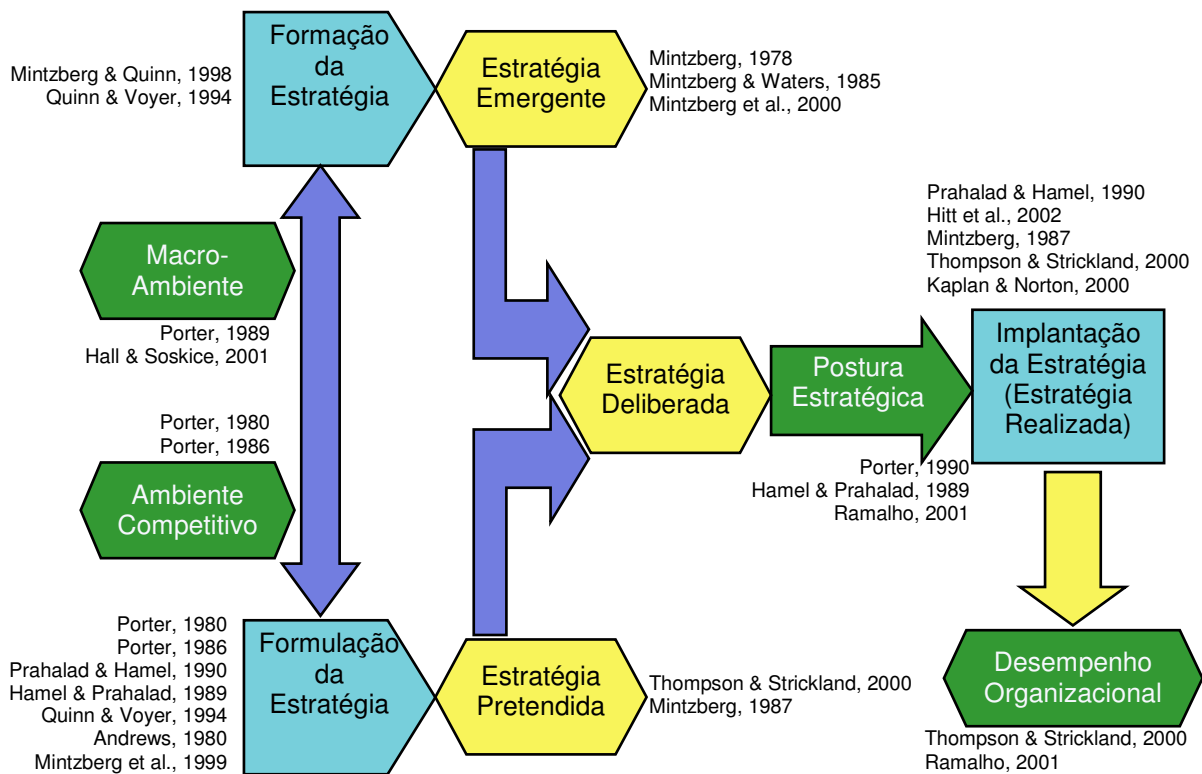 Formação
da
Estratégia
Mintzberg & Quinn, 1998
Quinn & Voyer, 1994
Estratégia
Emergente
Mintzberg, 1978
Mintzberg & Waters, 1985
Mintzberg et al., 2000
Macro-
Ambiente
Porter, 1989
Hall & Soskice, 2001
Porter, 1980
Porter, 1986
Ambiente
Competitivo
Estratégia
Deliberada
Postura
Estratégica
Porter, 1990
Hamel & Prahalad, 1989
Ramalho, 2001
Prahalad & Hamel, 1990
Hitt et al., 2002
Mintzberg, 1987
Thompson & Strickland, 2000
Kaplan & Norton, 2000
Implantação
da Estratégia
(Estratégia
Realizada)
Porter, 1980
Porter, 1986
Prahalad & Hamel, 1990
Hamel & Prahalad, 1989
Quinn & Voyer, 1994
Andrews, 1980
Mintzberg et al., 1999
Formulação
da
Estratégia
Estratégia
Pretendida
Thompson & Strickland, 2000
Mintzberg, 1987
Desempenho
Organizacional
Thompson & Strickland, 2000
Ramalho, 2001